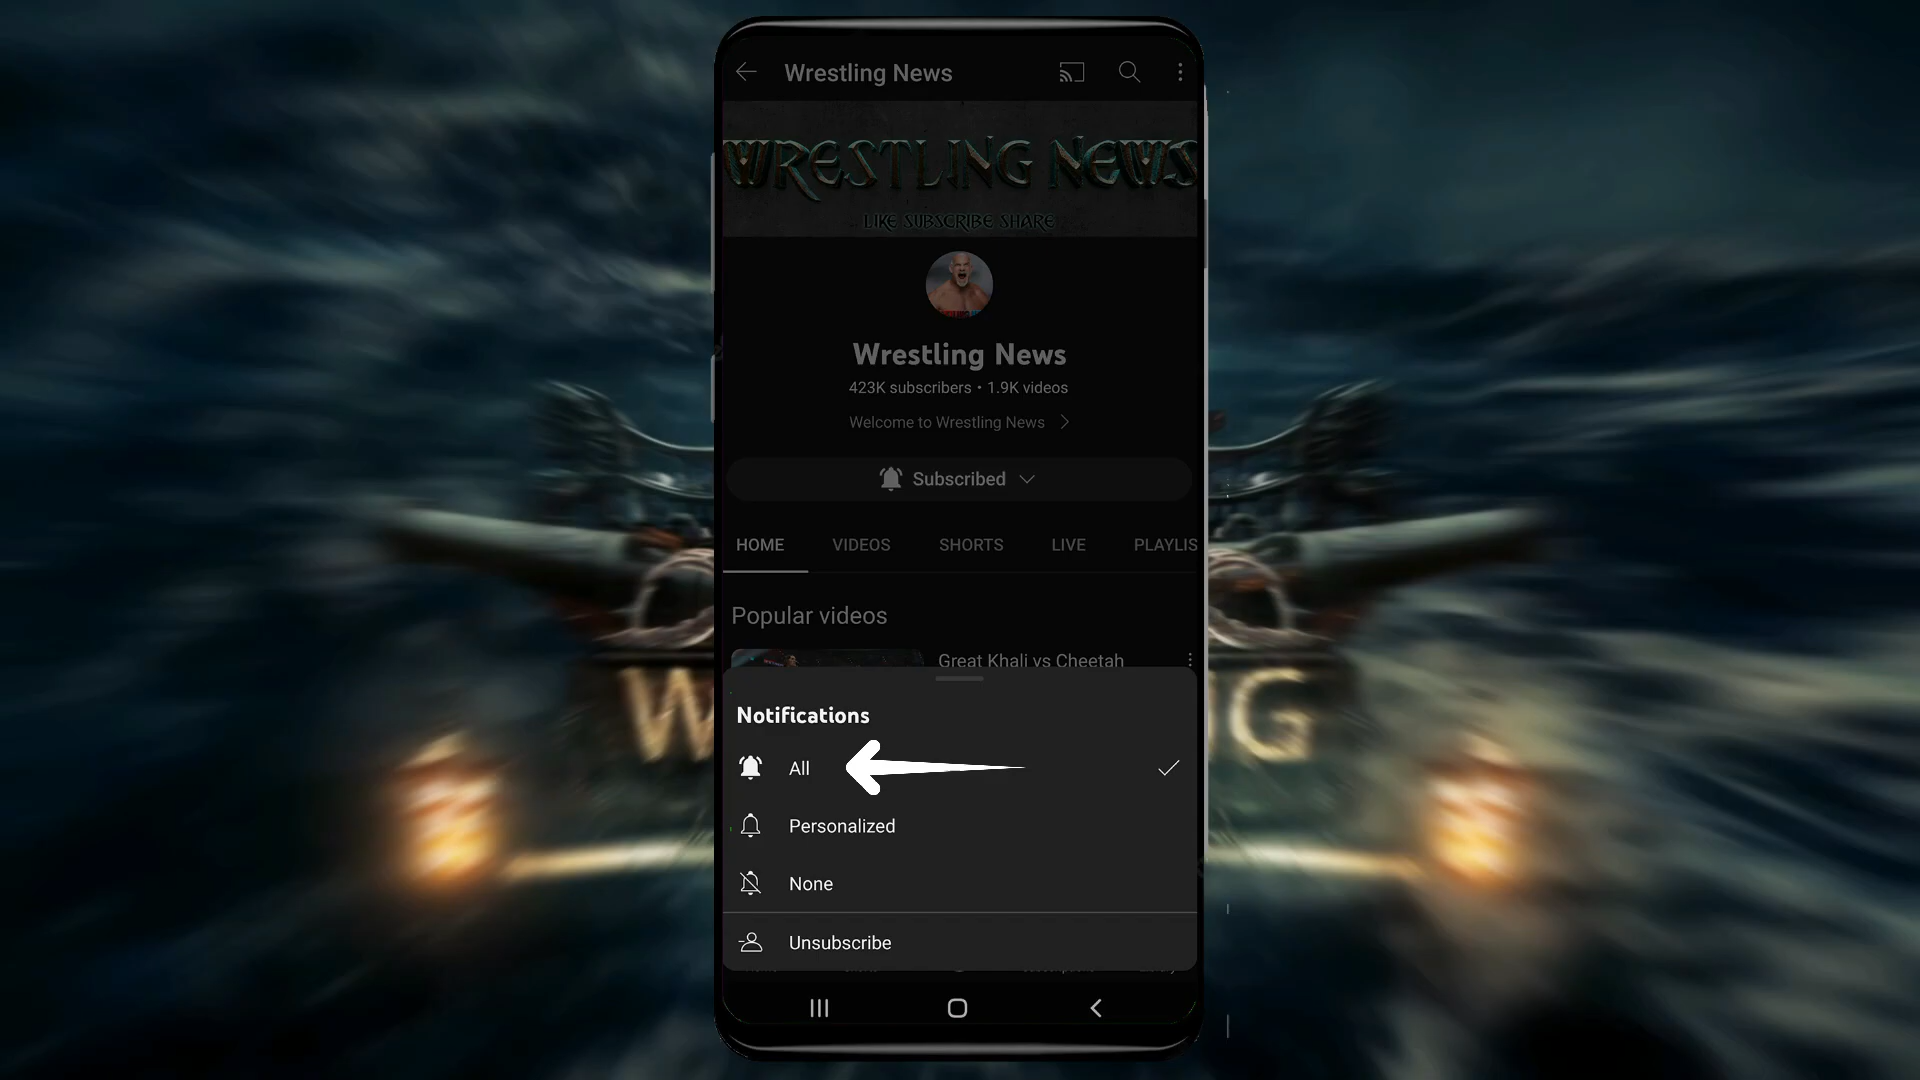 Wrestling News
WRESTLING NEWS
LIKE SUBSCRIBE SHARE
Wrestling News
423K subscribers • 1.9K videos
Welcome to Wrestling News
Subscribed
HOME VIDEOS SHORTS LIVE PLAYLIS
Popular videos
Great Khali vs Cheetah
Notifications
All
Personalized
None
Unsubscribe
W
G